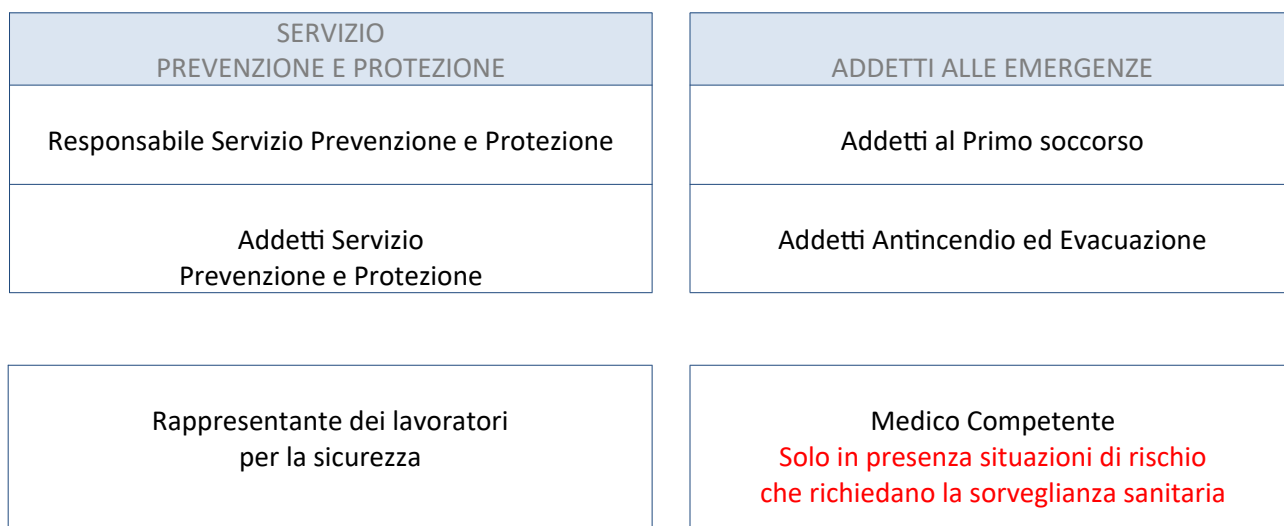 SERVIZIO
PREVENZIONE E PROTEZIONE
Responsabile Servizio Prevenzione e Protezione
Addetti Servizio
Prevenzione e Protezione
ADDETTI ALLE EMERGENZE
Addetti al Primo soccorso
Addetti Antincendio ed Evacuazione
Rappresentante dei lavoratori
per la sicurezza
Medico Competente
Solo in presenza situazioni di rischio
che richiedano la sorveglianza sanitaria